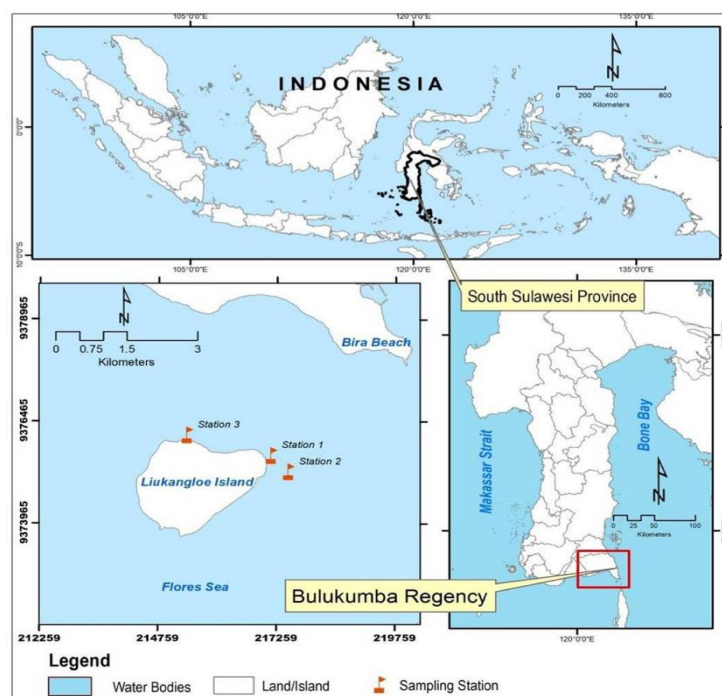 105°0'0"E
120°0'0"E
135°0'0"E
INDONESIA
N
0 200 400 800
Kilometers
0°0'0"
10°0'0"S
105°0'0"E
120°0'0"E
135°0'0"E
South Sulawesi Province
9378965
9376465
9373965
N
0 0.75 1.5 3
Kilometers
Bira Beach
Station 3
Station 1
Station 2
Liukangloe Island
Flores Sea
212259
214759
217259
219759
Makassar Strait
Bone Bay
N
0 25 50 100
Kilometers
Bulukumba Regency
120°0'0"E
Legend
Water Bodies
Land/Island
Sampling Station